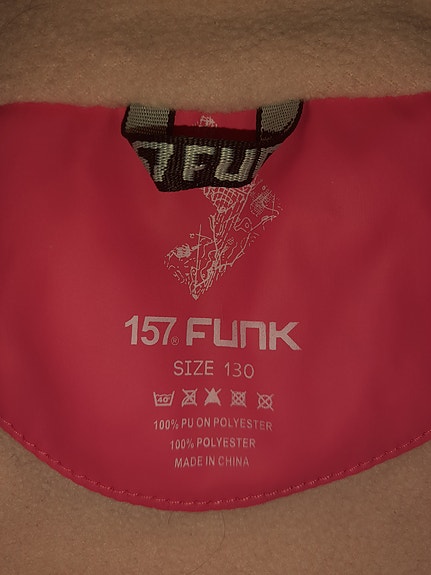 157 FUNK
157® FUNK
SIZE 130
40°
100% PU ON POLYESTER
100% POLYESTER
MADE IN CHINA